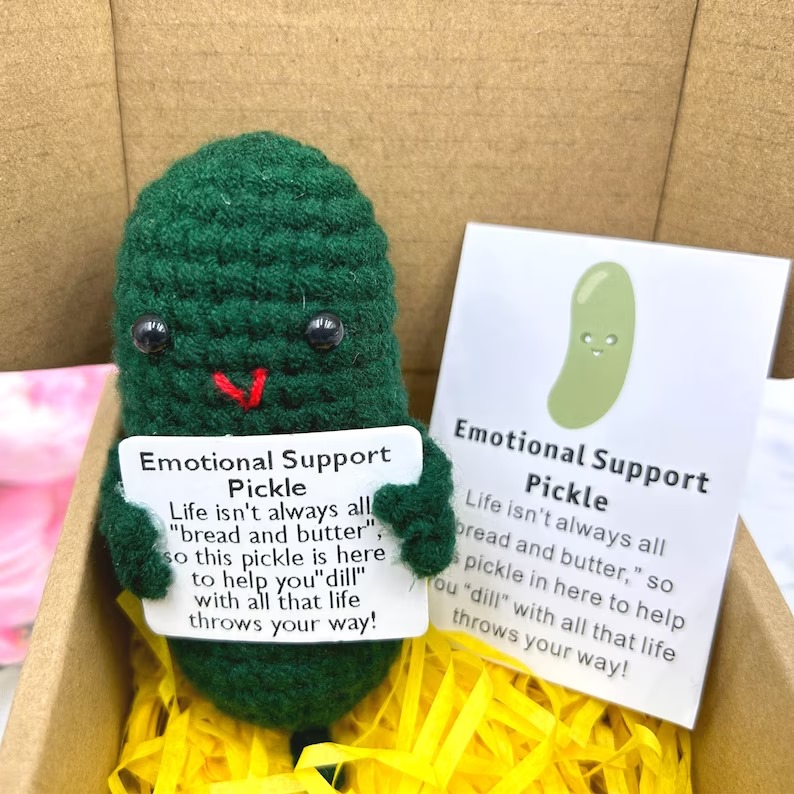 Emotional Support
Pickle
Life isn't always all
"bread and butter",
so this pickle is here
to help you"dill"
with all that life
throws your way!
Emotional Support
Pickle
Life isn't always all
bread and butter,” so
pickle in here to help
“dill” with all that life
throws your way!